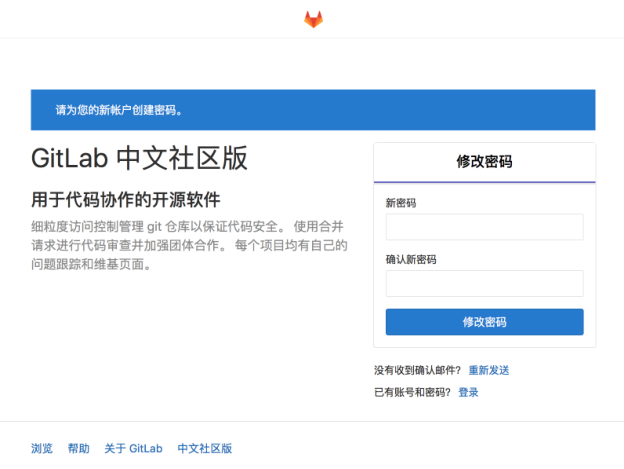 请为您的新帐户创建密码。
GitLab 中文社区版
用于代码协作的开源软件
细粒度访问控制管理 git 仓库以保证代码安全。 使用合并
请求进行代码审查并加强团体合作。 每个项目均有自己的
问题跟踪和维基页面。
修改密码
新密码
确认新密码
修改密码
没有收到确认邮件? 重新发送
已有账号和密码? 登录
浏览 帮助 关于 GitLab 中文社区版